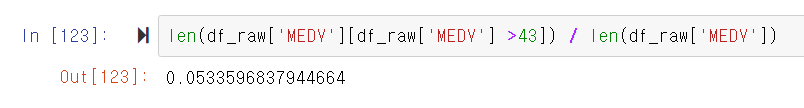 In [123]: len(df_raw['MEDV'][df_raw['MEDV'] >43]) / len(df_raw['MEDV'])
Out[123]: 0.0533596837944664